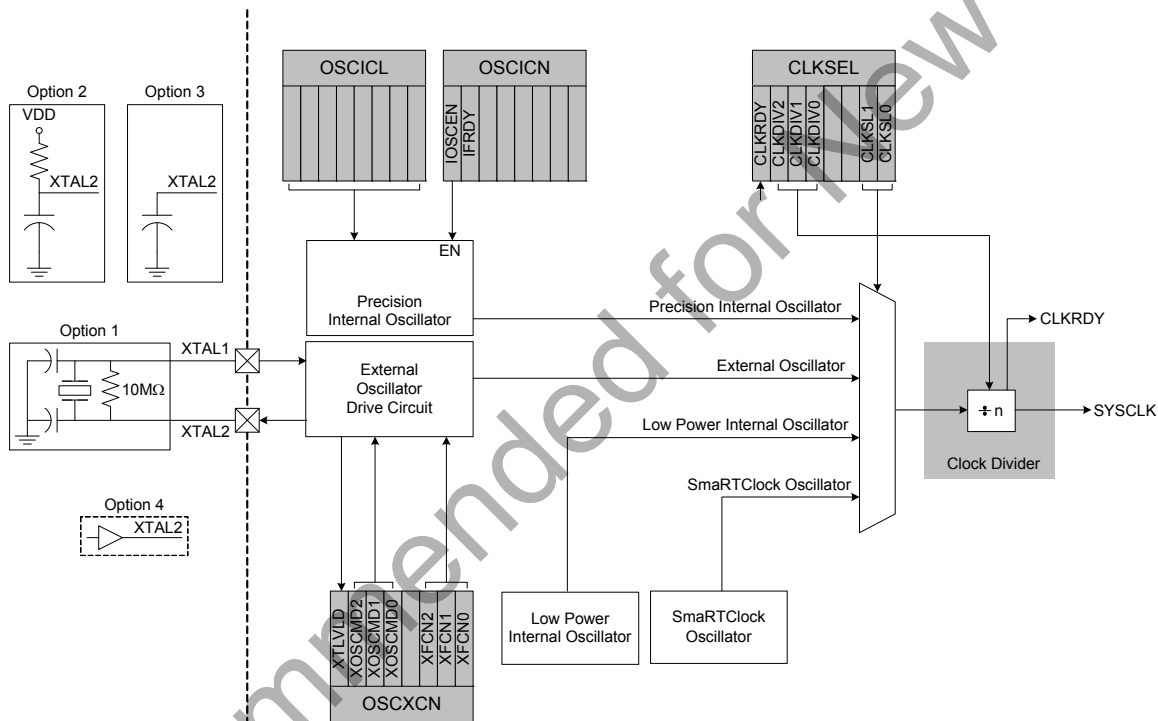 OSCICL
OSCICN
CLKSEL
IOSCEN
IFRDY
CLKRDY
CLKDIV2
CLKDIV1
CLKDIV0
CLKSL1
CLKSL0
Option 2
VDD
XTAL2
Option 3
XTAL2
EN
Precision
Internal Oscillator
Precision Internal Oscillator
Option 1
XTAL1
10MΩ
XTAL2
External
Oscillator
Drive Circuit
External Oscillator
Low Power Internal Oscillator
SmaRTClock Oscillator
CLKRDY
÷ n
SYSCLK
Clock Divider
Option 4
XTAL2
XTLVLD
XOSCMD2
XOSCMD1
XOSCMD0
XFCN2
XFCN1
XFCN0
OSCXCN
Low Power
Internal Oscillator
SmaRTClock
Oscillator
mmended for New